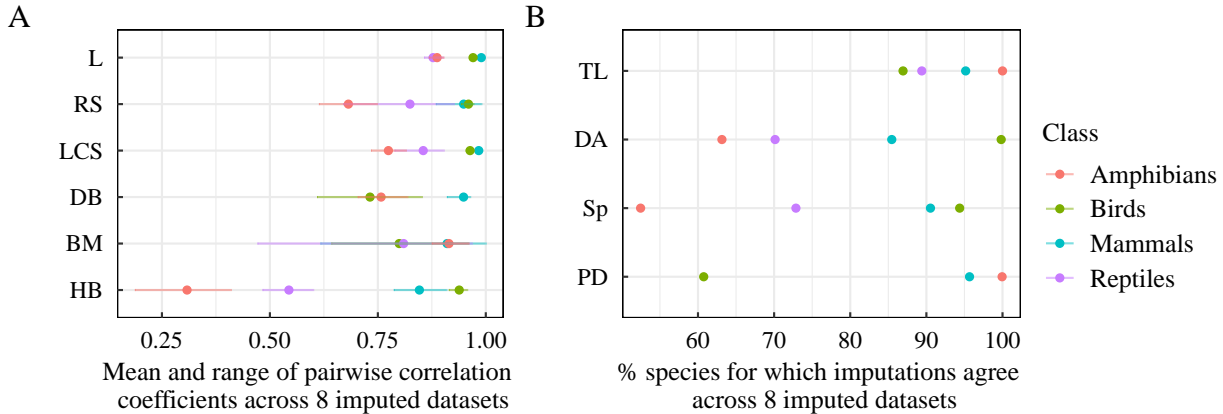 A
L
RS
LCS
DB
BM
HB
0.25 0.50 0.75 1.00
Mean and range of pairwise correlation
coefficients across 8 imputed datasets
B
TL
DA
Sp
PD
60 70 80 90 100
% species for which imputations agree
across 8 imputed datasets
Class
Amphibians
Birds
Mammals
Reptiles